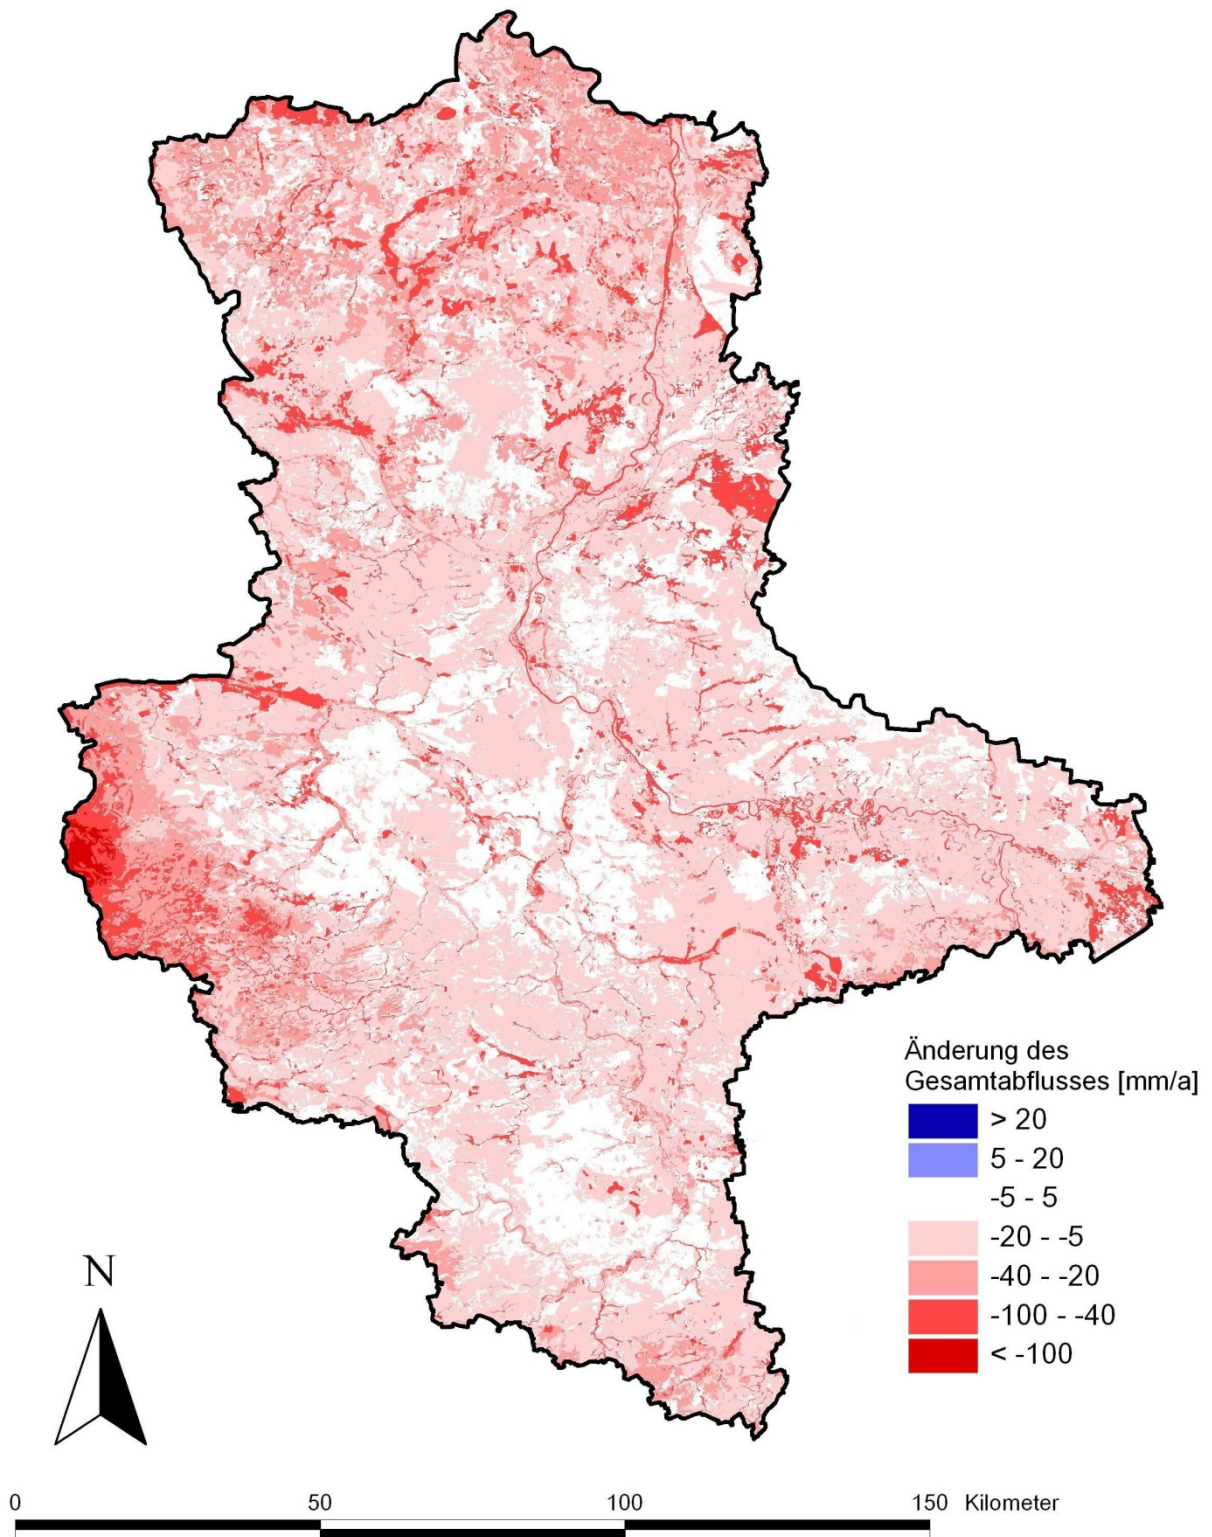 Änderung des
Gesamtabflusses [mm/a]
> 20
5 - 20
-5 - 5
-20 - -5
-40 - -20
-100 - -40
< -100
N
0 50 100 150 Kilometer